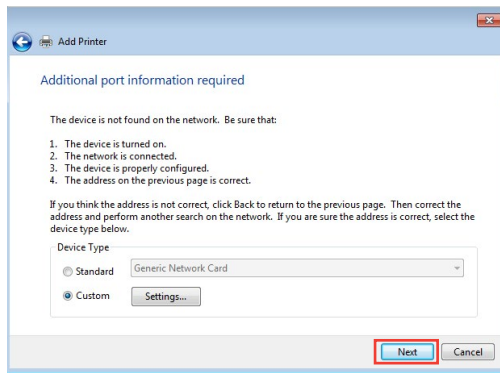 Add Printer
Additional port information required
The device is not found on the network. Be sure that:
1. The device is turned on.
2. The network is connected.
3. The device is properly configured.
4. The address on the previous page is correct.
If you think the address is not correct, click Back to return to the previous page. Then correct the
address and perform another search on the network. If you are sure the address is correct, select the
device type below.
Device Type
Standard Generic Network Card
Custom Settings...
Next Cancel